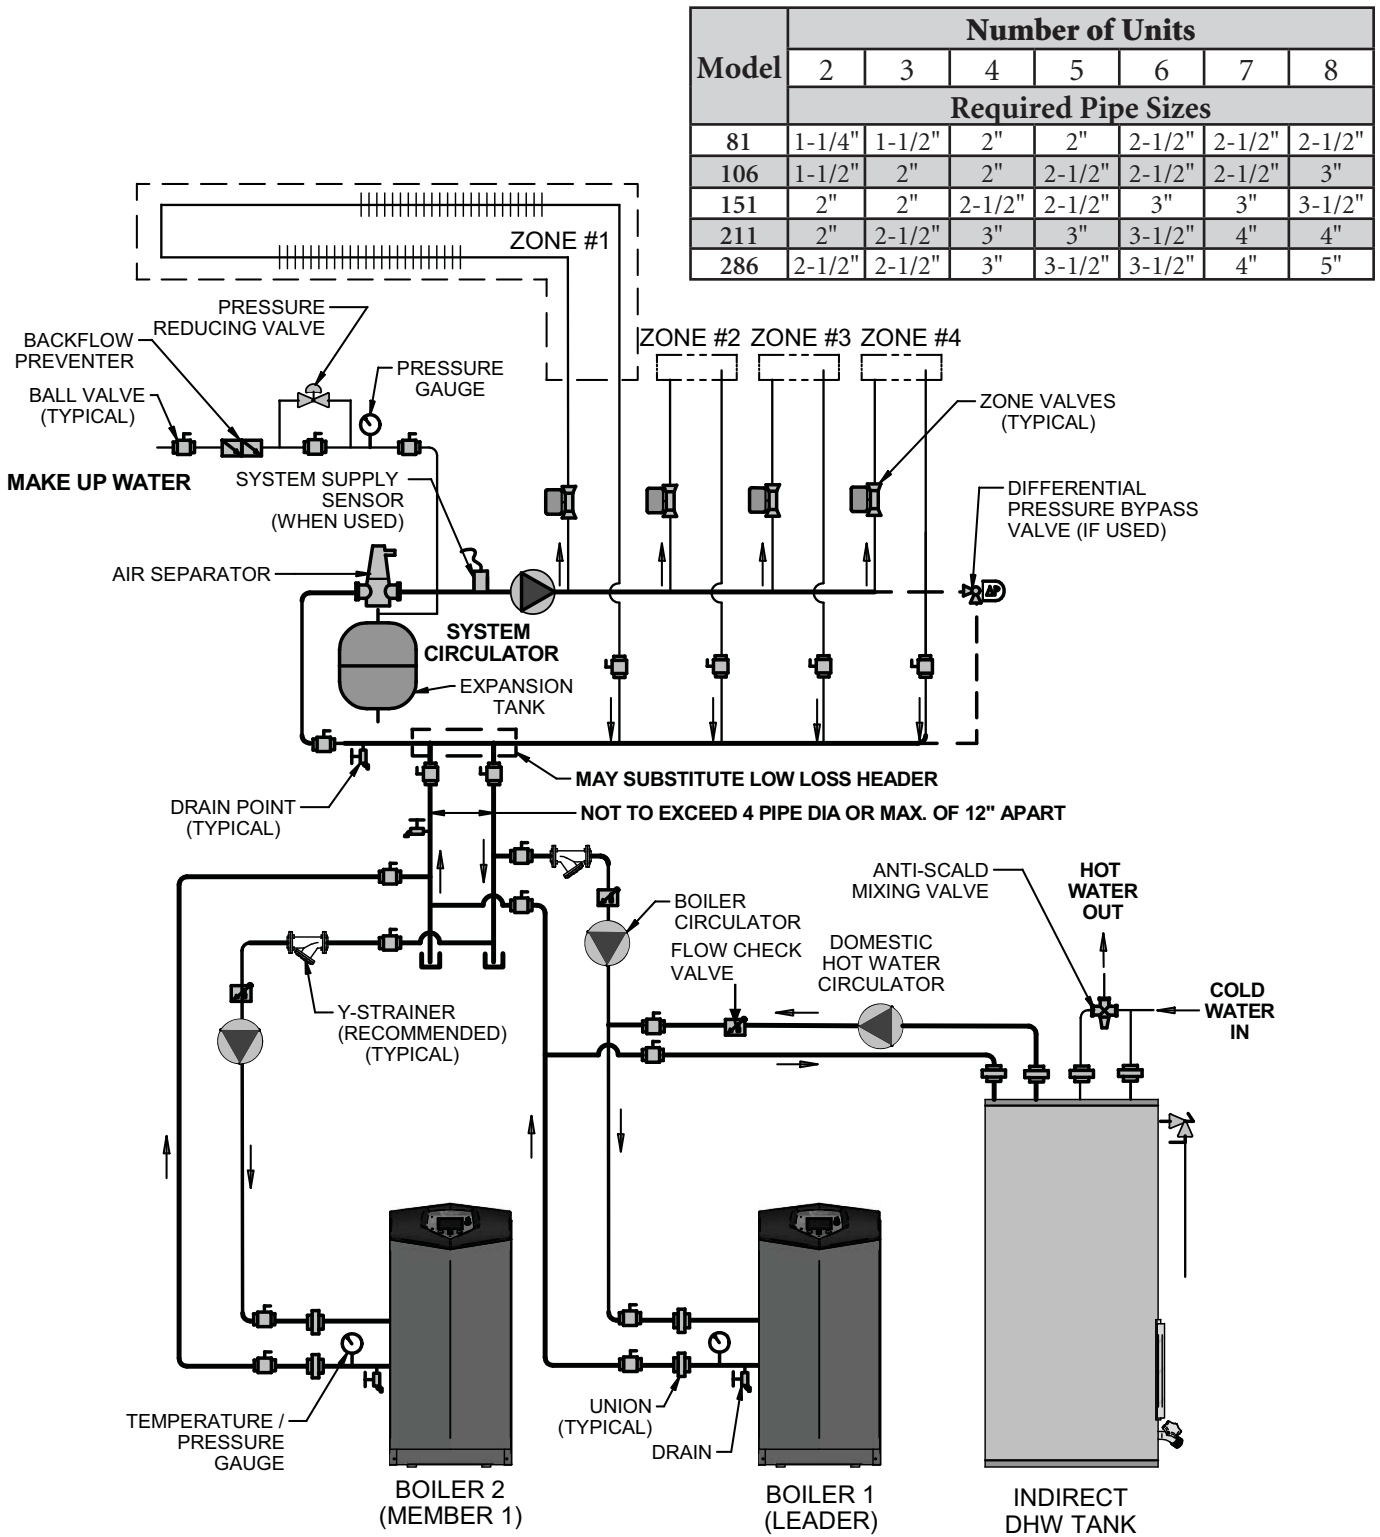 Number of Units
Model 2 3 4 5 6 7 8
Required Pipe Sizes
81 1-1/4" 1-1/2" 2" 2" 2-1/2" 2-1/2" 2-1/2"
106 1-1/2" 2" 2" 2-1/2" 2-1/2" 2-1/2" 3"
151 2" 2" 2-1/2" 2-1/2" 3" 3" 3-1/2"
211 2" 2-1/2" 3" 3" 3-1/2" 4" 4"
286 2-1/2" 2-1/2" 3" 3-1/2" 3-1/2" 4" 5"
ZONE #1
PRESSURE
REDUCING VALVE
BACKFLOW
PREVENTER
BALL VALVE
(TYPICAL)
PRESSURE
GAUGE
MAKE UP WATER
ZONE #2
ZONE #3
ZONE #4
ZONE VALVES
(TYPICAL)
SYSTEM SUPPLY
SENSOR
(WHEN USED)
DIFFERENTIAL
PRESSURE BYPASS
VALVE (IF USED)
AIR SEPARATOR
ΔP
SYSTEM
CIRCULATOR
EXPANSION
TANK
MAY SUBSTITUTE LOW LOSS HEADER
DRAIN POINT
(TYPICAL)
NOT TO EXCEED 4 PIPE DIA OR MAX. OF 12" APART
ANTI-SCALD
MIXING VALVE
HOT
WATER
OUT
BOILER
CIRCULATOR
FLOW CHECK
VALVE
DOMESTIC
HOT WATER
CIRCULATOR
COLD
WATER
IN
Y-STRAINER
(RECOMMENDED)
(TYPICAL)
TEMPERATURE /
PRESSURE
GAUGE
UNION
(TYPICAL)
DRAIN
BOILER 2
(MEMBER 1)
BOILER 1
(LEADER)
INDIRECT
DHW TANK